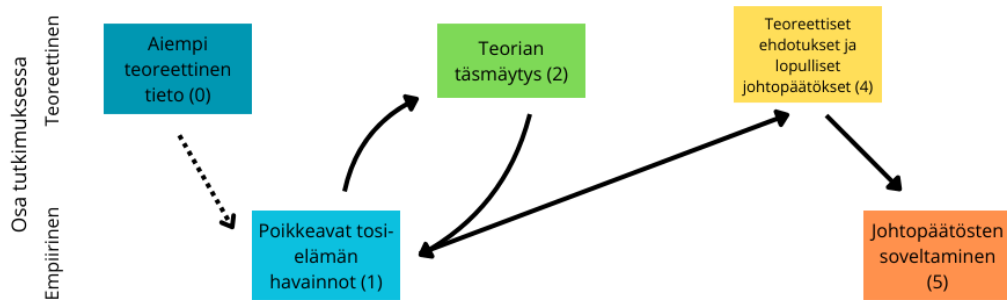 Osa tutkimuksessa
Teoreettinen
Empiirinen
Aiempi
teoreettinen
tieto (0)
Teorian
täsmäytys (2)
Teoreettiset
ehdotukset ja
lopulliset
johtopäätökset (4)
Poikkeavat tosi-
elämän
havainnot (1)
Johtopäätösten
soveltaminen
(5)